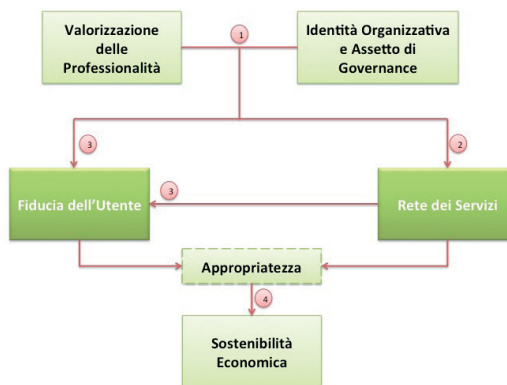 Valorizzazione
delle
Professionalità
1
Identità Organizzativa
e Assetto di
Governance
3
2
Fiducia dell'Utente
3
Rete dei Servizi
Appropriatezza
4
Sostenibilità
Economica